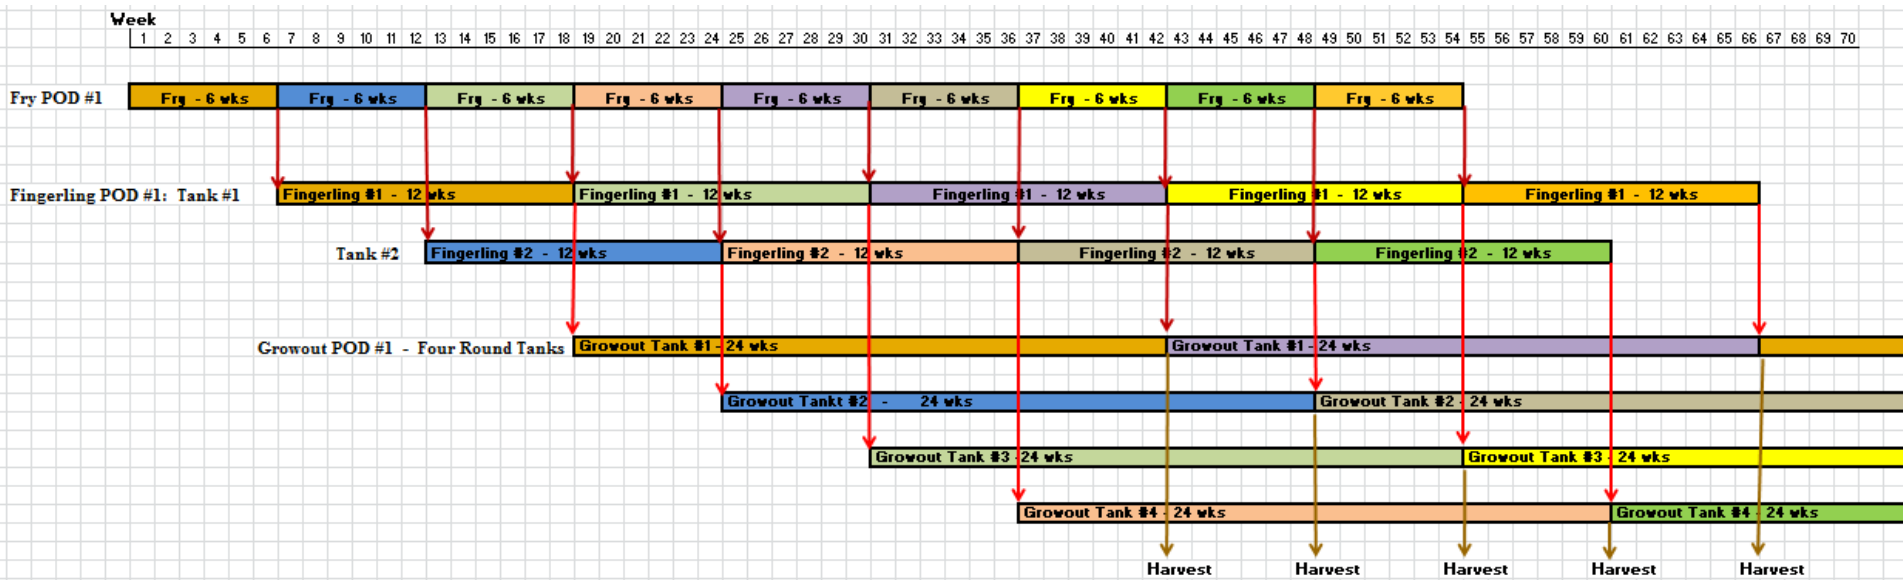 Week
1 2 3 4 5 6 7 8 9 10 11 12 13 14 15 16 17 18 19 20 21 22 23 24 25 26 27 28 29 30 31 32 33 34 35 36 37 38 39 40 41 42 43 44 45 46 47 48 49 50 51 52 53 54 55 56 57 58 59 60 61 62 63 64 65 66 67 68 69 70
Fry POD #1 Fry - 6 wks Fry - 6 wks Fry - 6 wks Fry - 6 wks Fry - 6 wks Fry - 6 wks Fry - 6 wks Fry - 6 wks Fry - 6 wks
Fingerling POD #1: Tank #1 Fingerling #1 - 12 wks Fingerling #1 - 12 wks Fingerling #1 - 12 wks Fingerling #1 - 12 wks Fingerling #1 - 12 wks
Tank #2 Fingerling #2 - 12 wks Fingerling #2 - 12 wks Fingerling #2 - 12 wks Fingerling #2 - 12 wks
Growout POD #1 - Four Round Tanks Growout Tank #1 - 24 wks Growout Tank #1 - 24 wks
Growout Tankt #2 - 24 wks Growout Tank #2 - 24 wks
Growout Tank #3 - 24 wks Growout Tank #3 - 24 wks
Growout Tank #4 - 24 wks Growout Tank #4 - 24 wks
Harvest Harvest Harvest Harvest Harvest